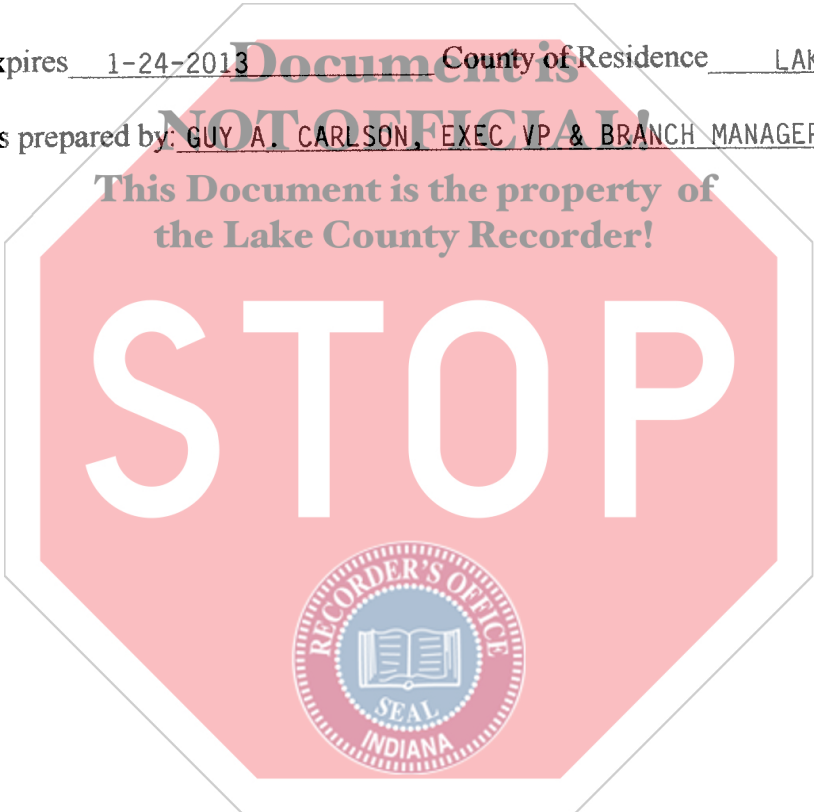 xpires 1-24-2013 County of Residence LAK
Document is
s prepared by: GUY A. CARLSON, EXEC VP & BRANCH MANAGER
NOT OFFICIAL!
This Document is the property of
the Lake County Recorder!
STOP
RECORDER'S OFFICE
SEAL
INDIANA